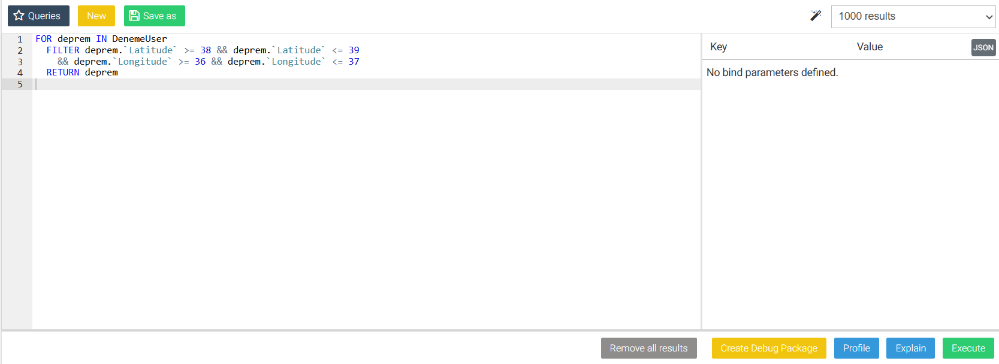 Queries New Save as 1000 results
1 FOR deprem IN DenemeUser
2 FILTER deprem.`Latitude` >= 38 && deprem.`Latitude` <= 39
3 && deprem.`Longitude` >= 36 && deprem.`Longitude` <= 37
4 RETURN deprem
5
Key Value JSON
No bind parameters defined.
Remove all results Create Debug Package Profile Explain Execute